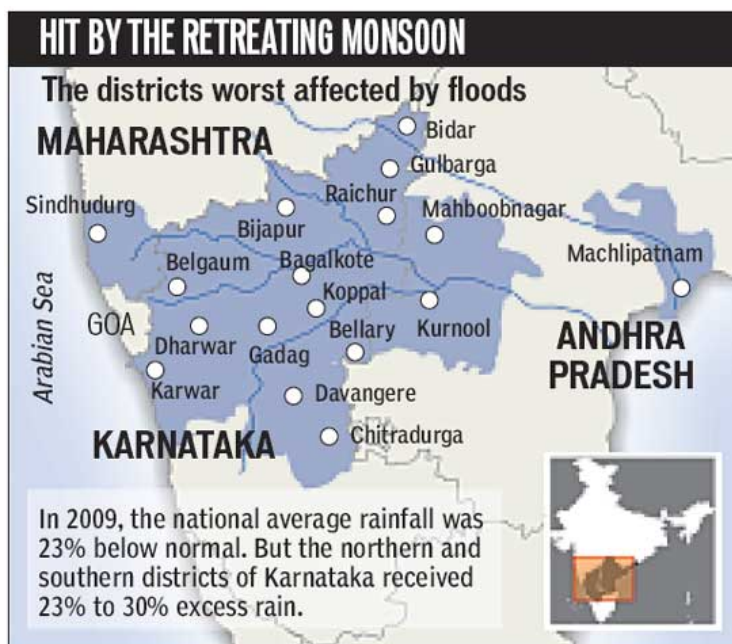 HIT BY THE RETREATING MONSOON
The districts worst affected by floods
MAHARASHTRA
Bidar
Gulbarga
Raichur
Mahboobnagar
Sindhudurg
Bijapur
Machlipatnam
Belgaum
Bagalkote
Koppal
Arabian Sea
GOA
Dharwar
Gadag
Bellary
Kurnool
ANDHRA
PRADESH
Karwar
Davangere
KARNATAKA
Chitradurga
In 2009, the national average rainfall was
23% below normal. But the northern and
southern districts of Karnataka received
23% to 30% excess rain.